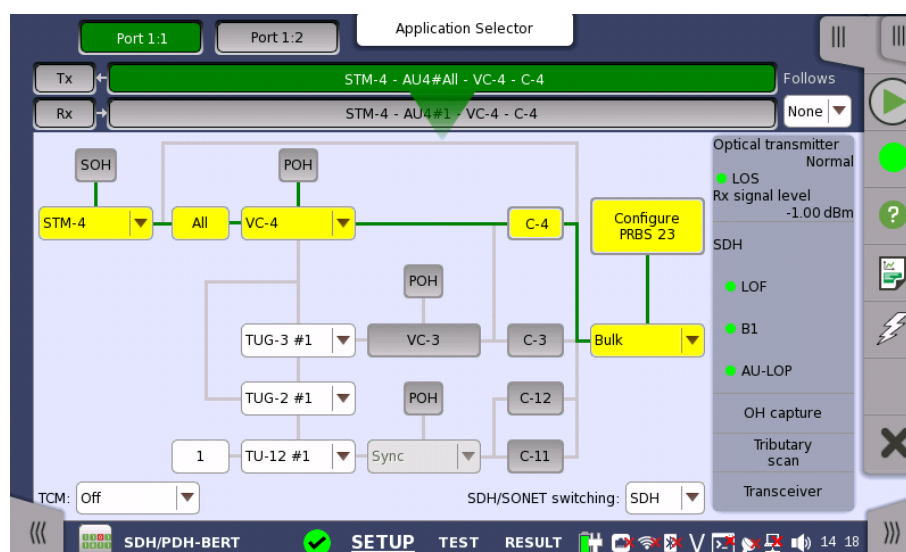 Application Selector
Port 1:1
Port 1:2
Tx
STM-4 - AU4#All - VC-4 - C-4
Follows
Rx
STM-4 - AU4#1 - VC-4 - C-4
None
SOH
POH
STM-4
All
VC-4
C-4
Configure
PRBS 23
POH
TUG-3 #1
VC-3
C-3
Bulk
TUG-2 #1
POH
C-12
1
TU-12 #1
Sync
C-11
TCM:
Off
SDH/SONET switching:
SDH
Optical transmitter
Normal
LOS
Rx signal level
-1.00 dBm
SDH
LOF
B1
AU-LOP
OH capture
Tributary
scan
Transceiver
SDH/PDH-BERT
SETUP
TEST
RESULT
14 18